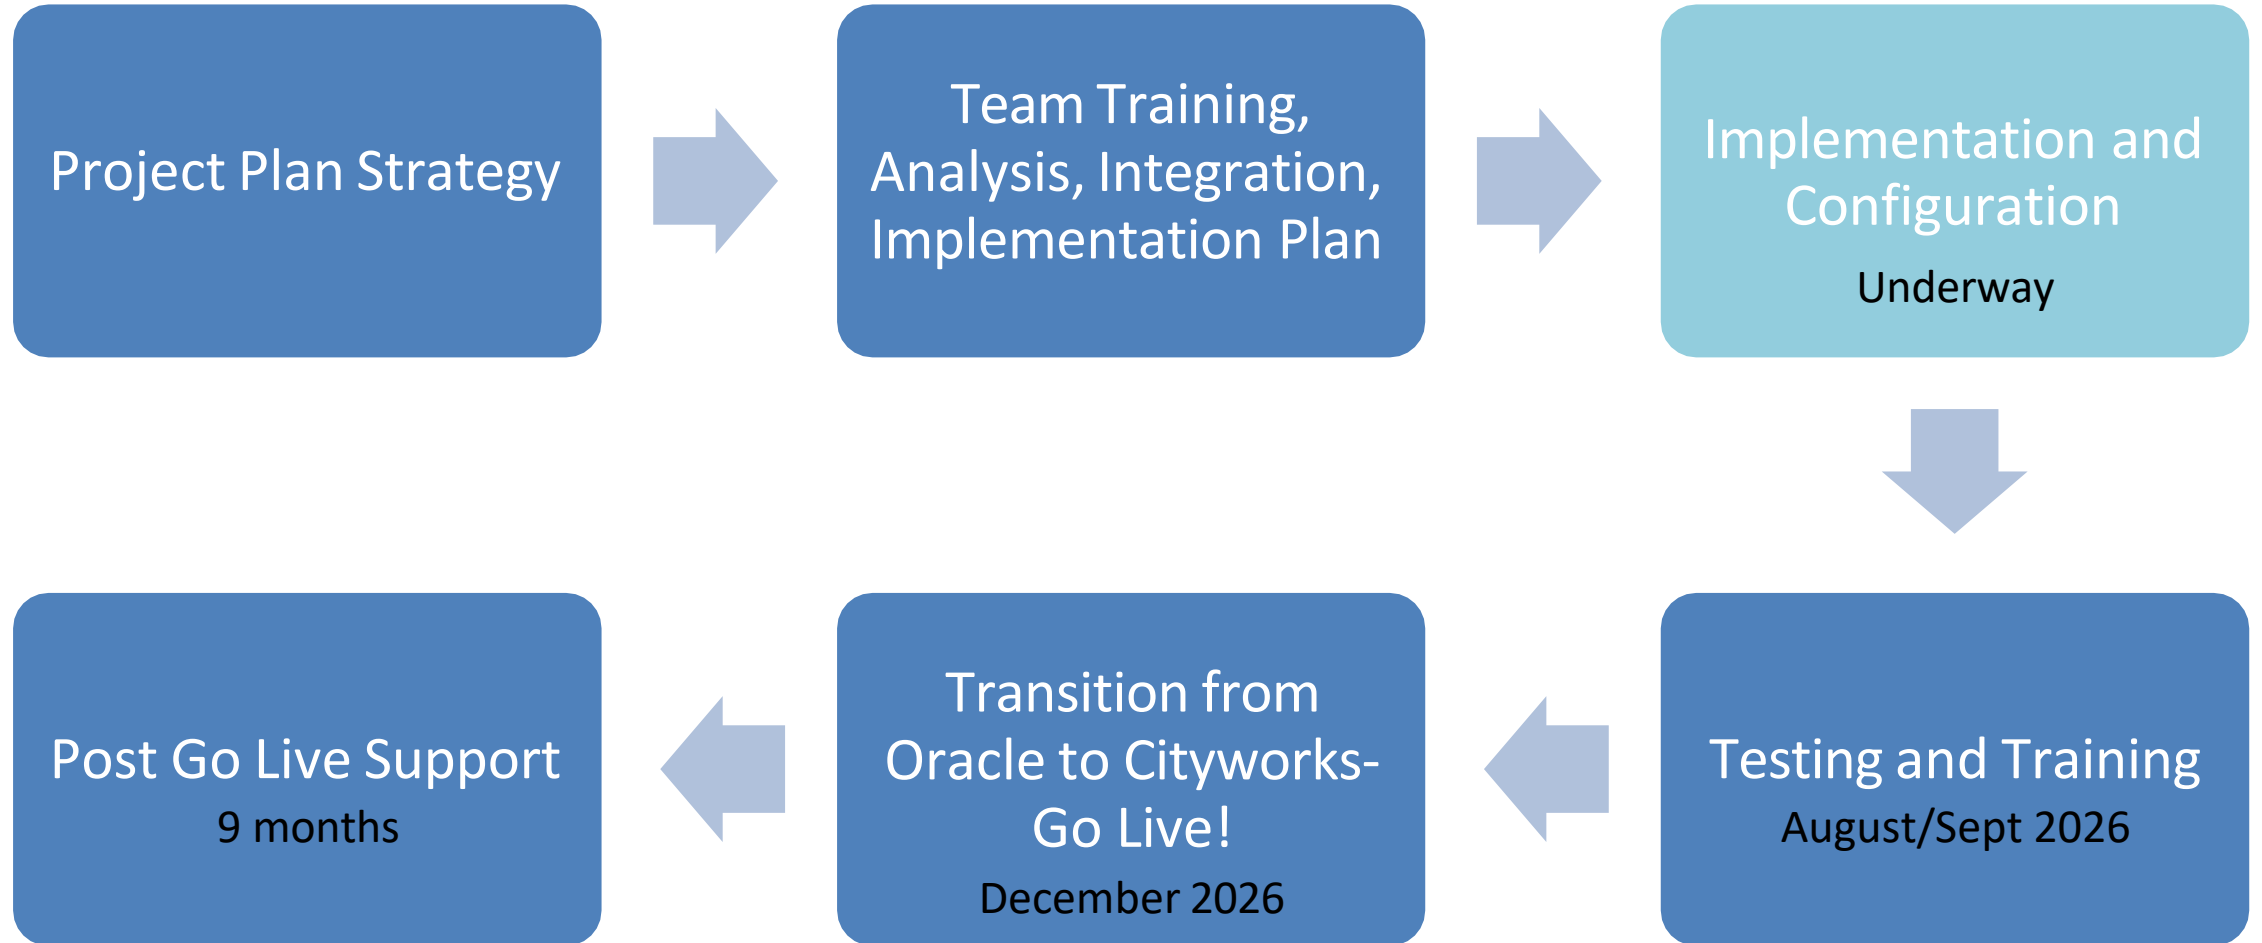 Project Plan Strategy
Team Training,
Analysis, Integration,
Implementation Plan
Implementation and
Configuration
Underway
Testing and Training
August/Sept 2026
Transition from
Oracle to Cityworks-
Go Live!
December 2026
Post Go Live Support
9 months